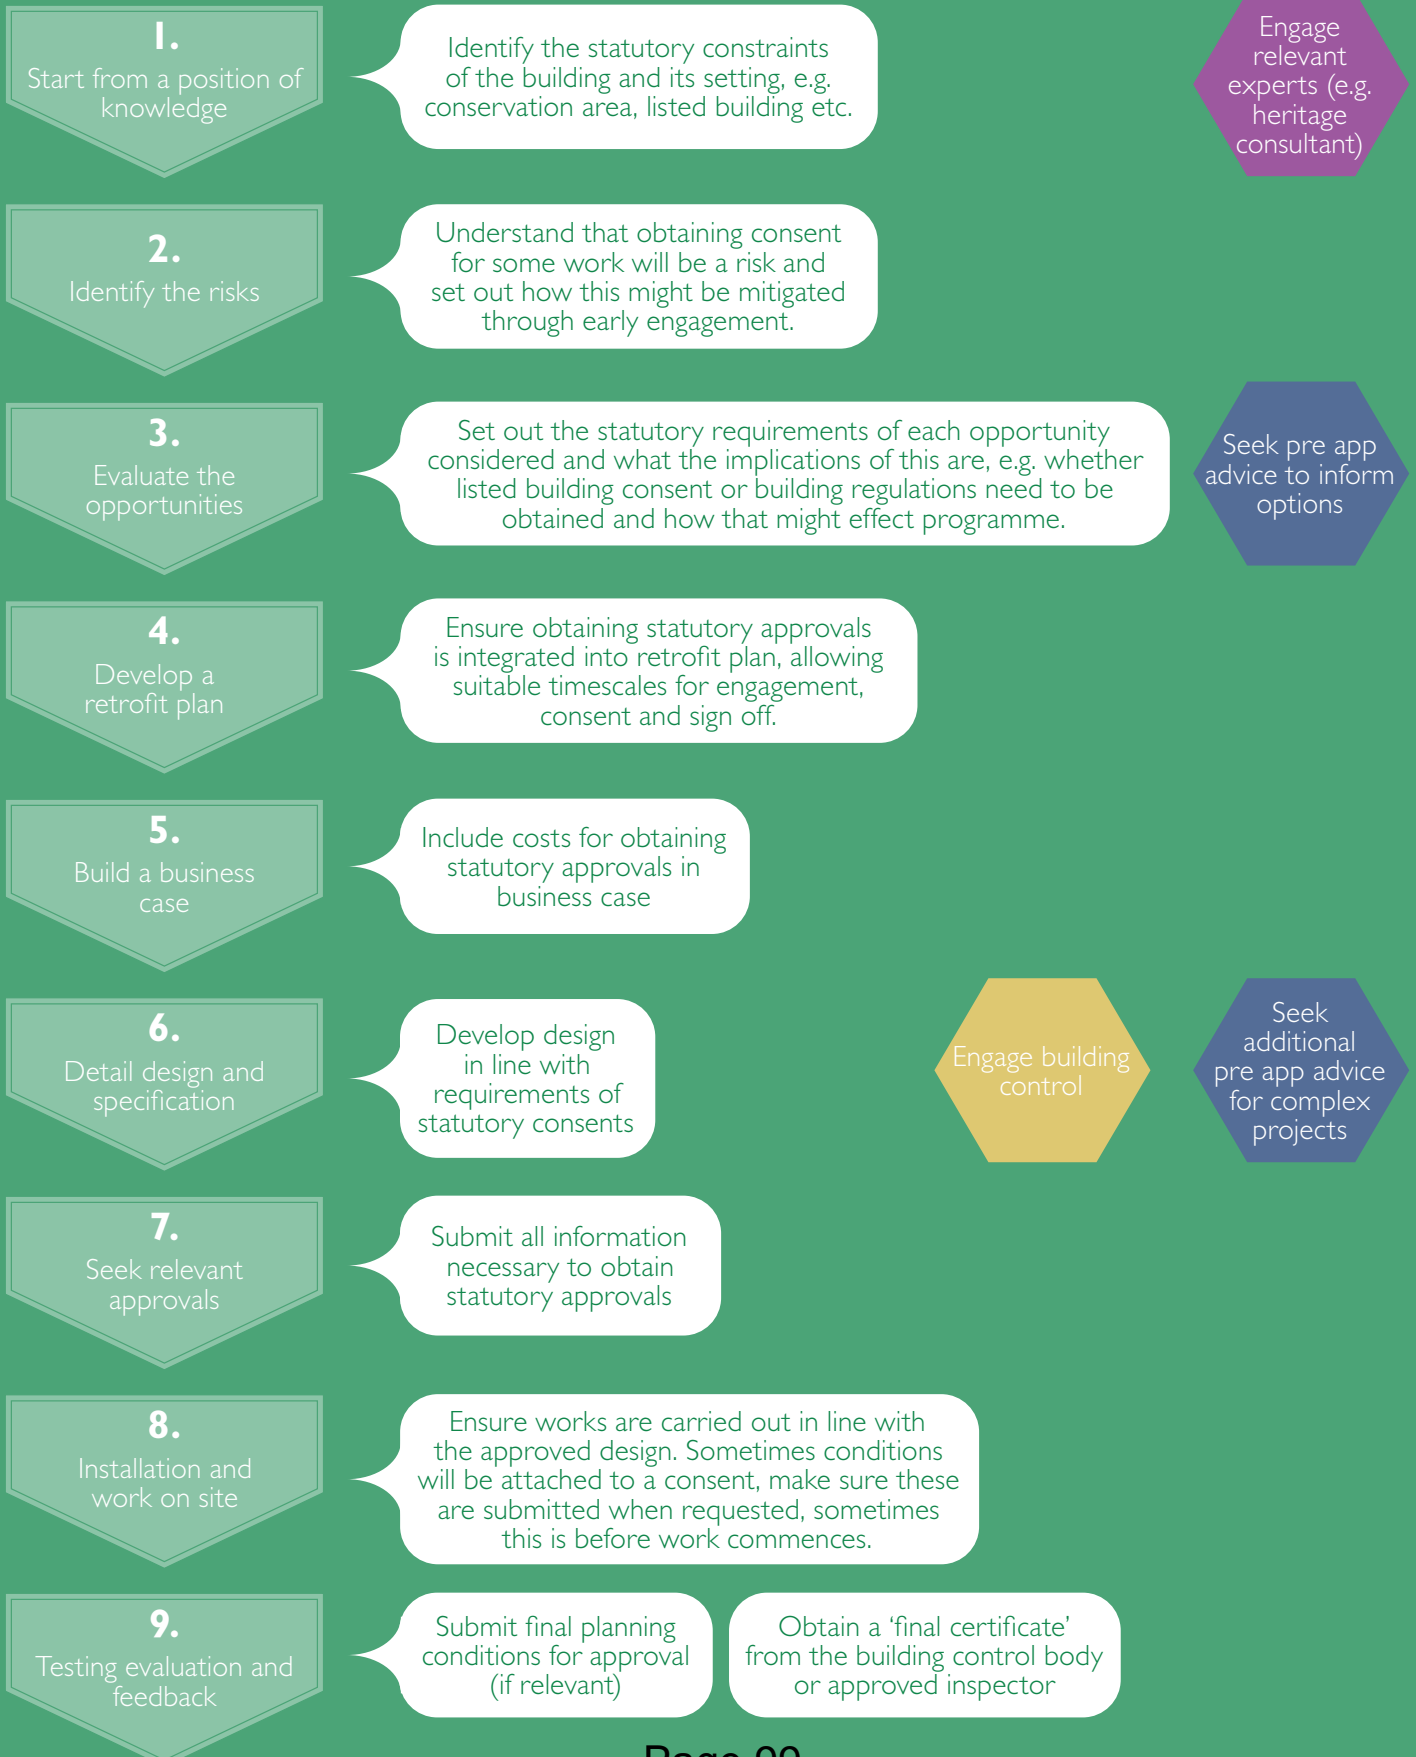 1.
Start from a position of
knowledge
Identify the statutory constraints
of the building and its setting, e.g.
conservation area, listed building etc.
Engage
relevant
experts (e.g.
heritage
consultant)
2.
Identify the risks
Understand that obtaining consent
for some work will be a risk and
set out how this might be mitigated
through early engagement.
3.
Evaluate the
opportunities
Set out the statutory requirements of each opportunity
considered and what the implications of this are, e.g. whether
listed building consent or building regulations need to be
obtained and how that might effect programme.
Seek pre app
advice to inform
options
4.
Develop a
retrofit plan
Ensure obtaining statutory approvals
is integrated into retrofit plan, allowing
suitable timescales for engagement,
consent and sign off.
5.
Build a business
case
Include costs for obtaining
statutory approvals in
business case
6.
Detail design and
specification
Develop design
in line with
requirements of
statutory consents
Engage building
control
Seek
additional
pre app advice
for complex
projects
7.
Seek relevant
approvals
Submit all information
necessary to obtain
statutory approvals
8.
Installation and
work on site
Ensure works are carried out in line with
the approved design. Sometimes conditions
will be attached to a consent, make sure these
are submitted when requested, sometimes
this is before work commences.
9.
Testing evaluation and
feedback
Submit final planning
conditions for approval
(if relevant)
Obtain a ‘final certificate’
from the building control body
or approved inspector
Page 99